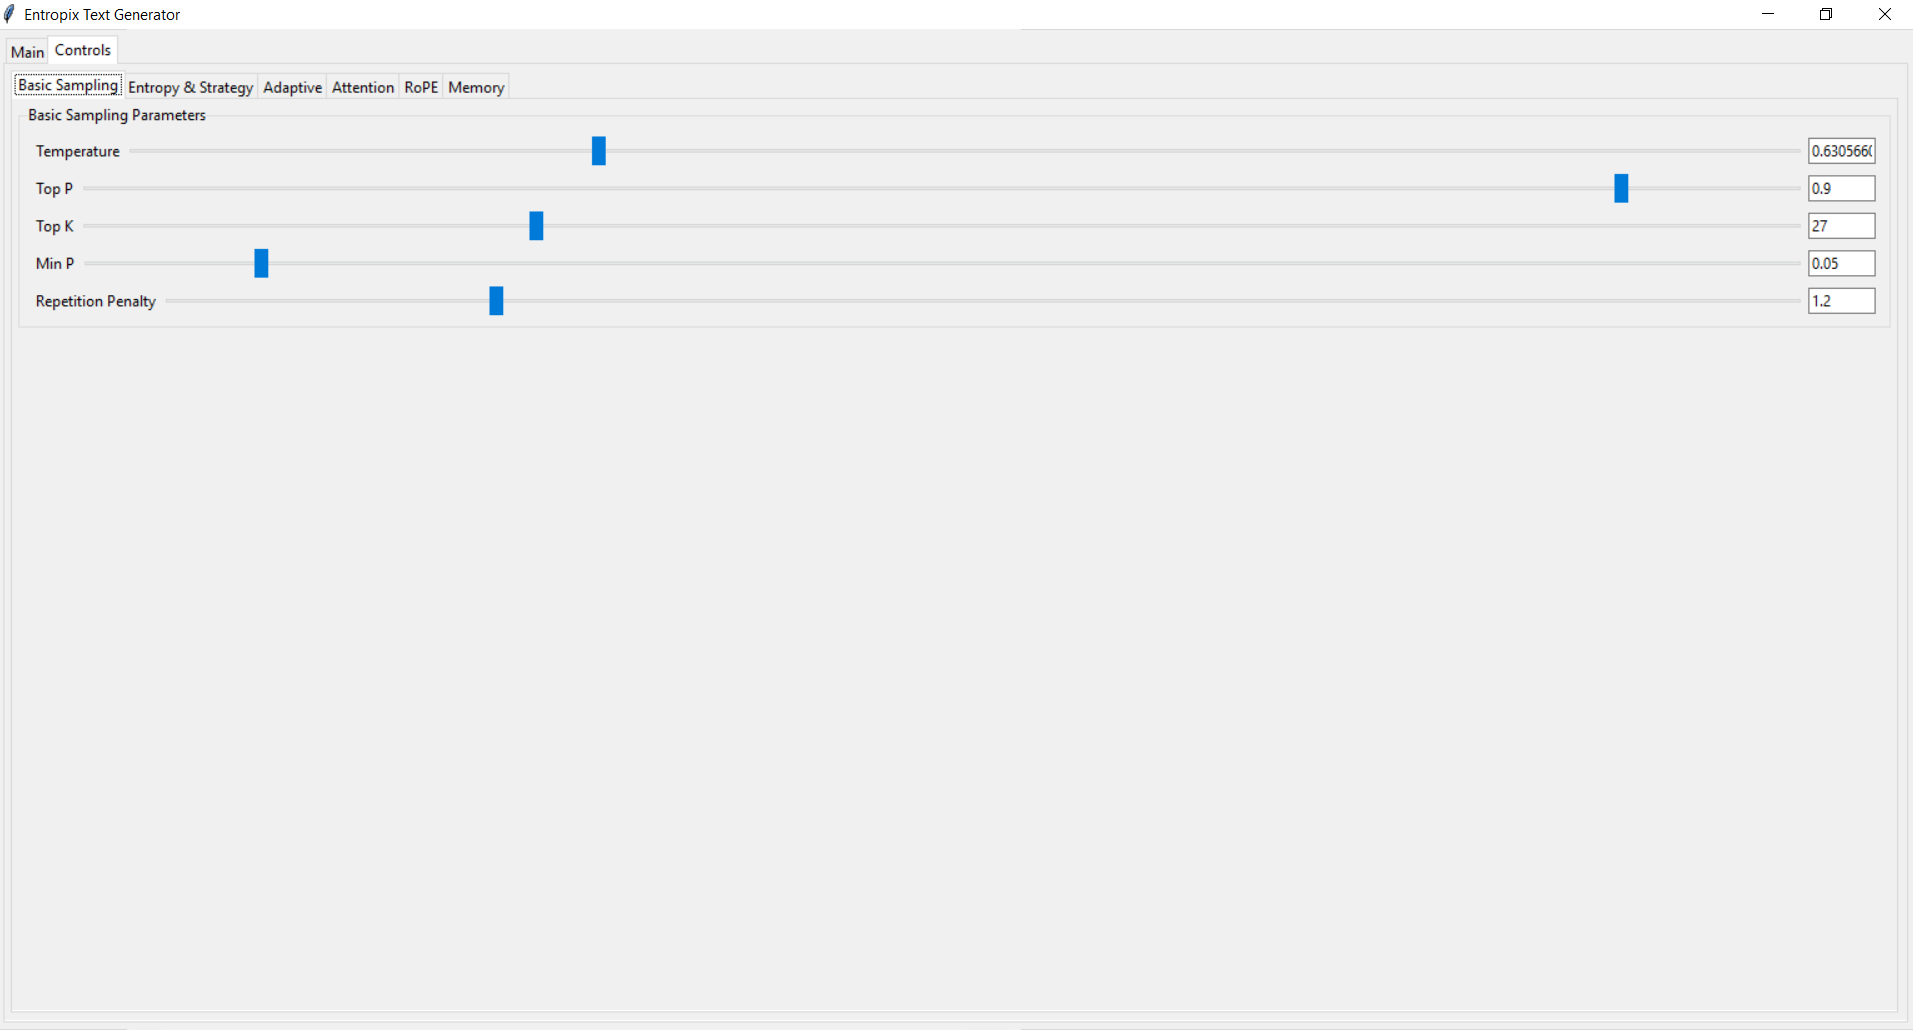 Entropix Text Generator
Main Controls
Basic Sampling Entropy & Strategy Adaptive Attention RoPE Memory
Basic Sampling Parameters
Temperature 0.630566
Top P 0.9
Top K 27
Min P 0.05
Repetition Penalty 1.2